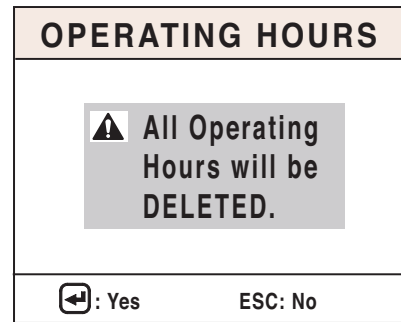 OPERATING HOURS
All Operating
Hours will be
DELETED.
: Yes ESC: No